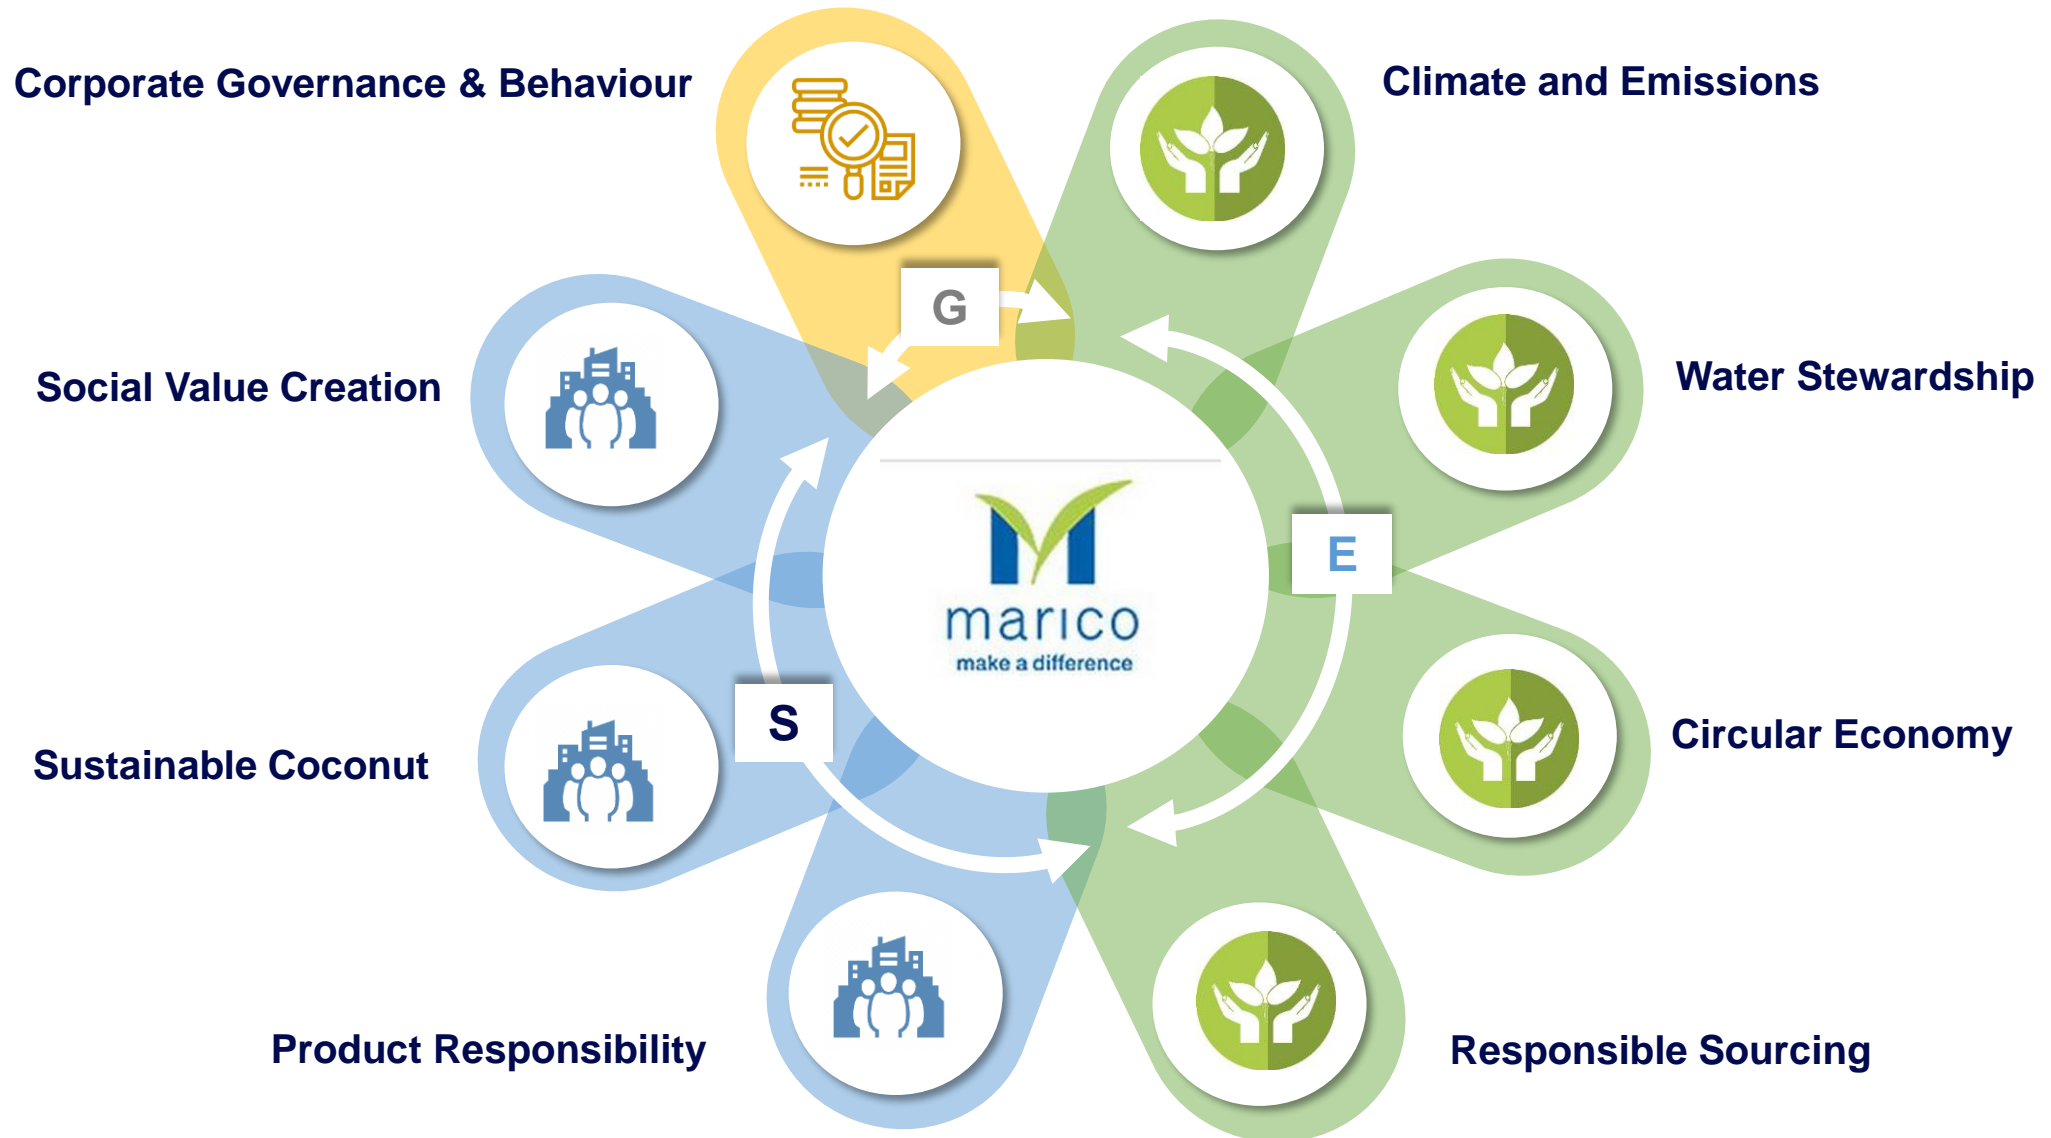 Corporate Governance & Behaviour
Climate and Emissions
G
Social Value Creation
Water Stewardship
E
marico
make a difference
S
Sustainable Coconut
Circular Economy
Product Responsibility
Responsible Sourcing